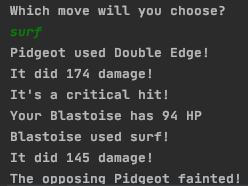 Which move will you choose?
surf
Pidgeot used Double Edge!
It did 174 damage!
It's a critical hit!
Your Blastoise has 94 HP
Blastoise used surf!
It did 145 damage!
The opposing Pidgeot fainted!